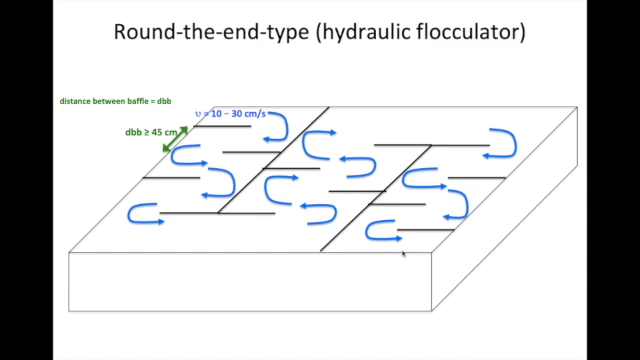 Round-the-end-type (hydraulic flocculator)
distance between baffle = dbb
υ = 10 − 30 cm/s
dbb ≥ 45 cm